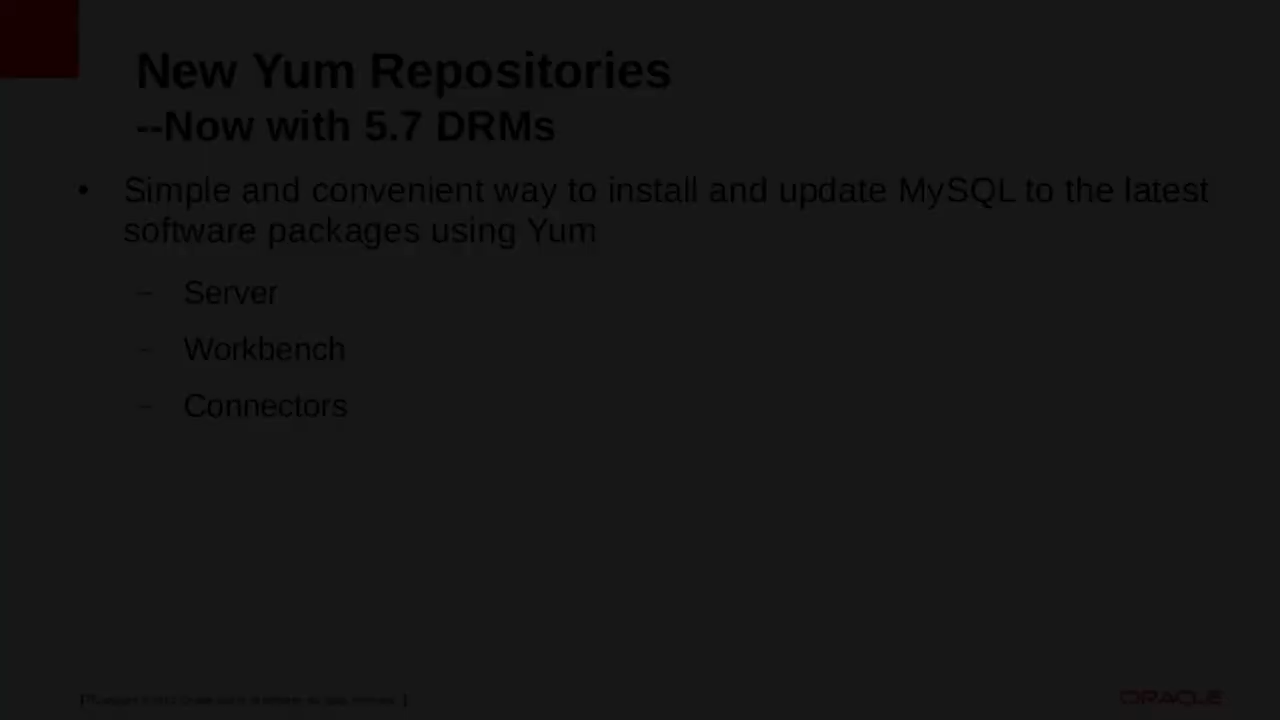 New Yum Repositories
--Now with 5.7 DRMs
• Simple and convenient way to install and update MySQL to the latest
software packages using Yum
– Server
– Workbench
– Connectors
ORACLE